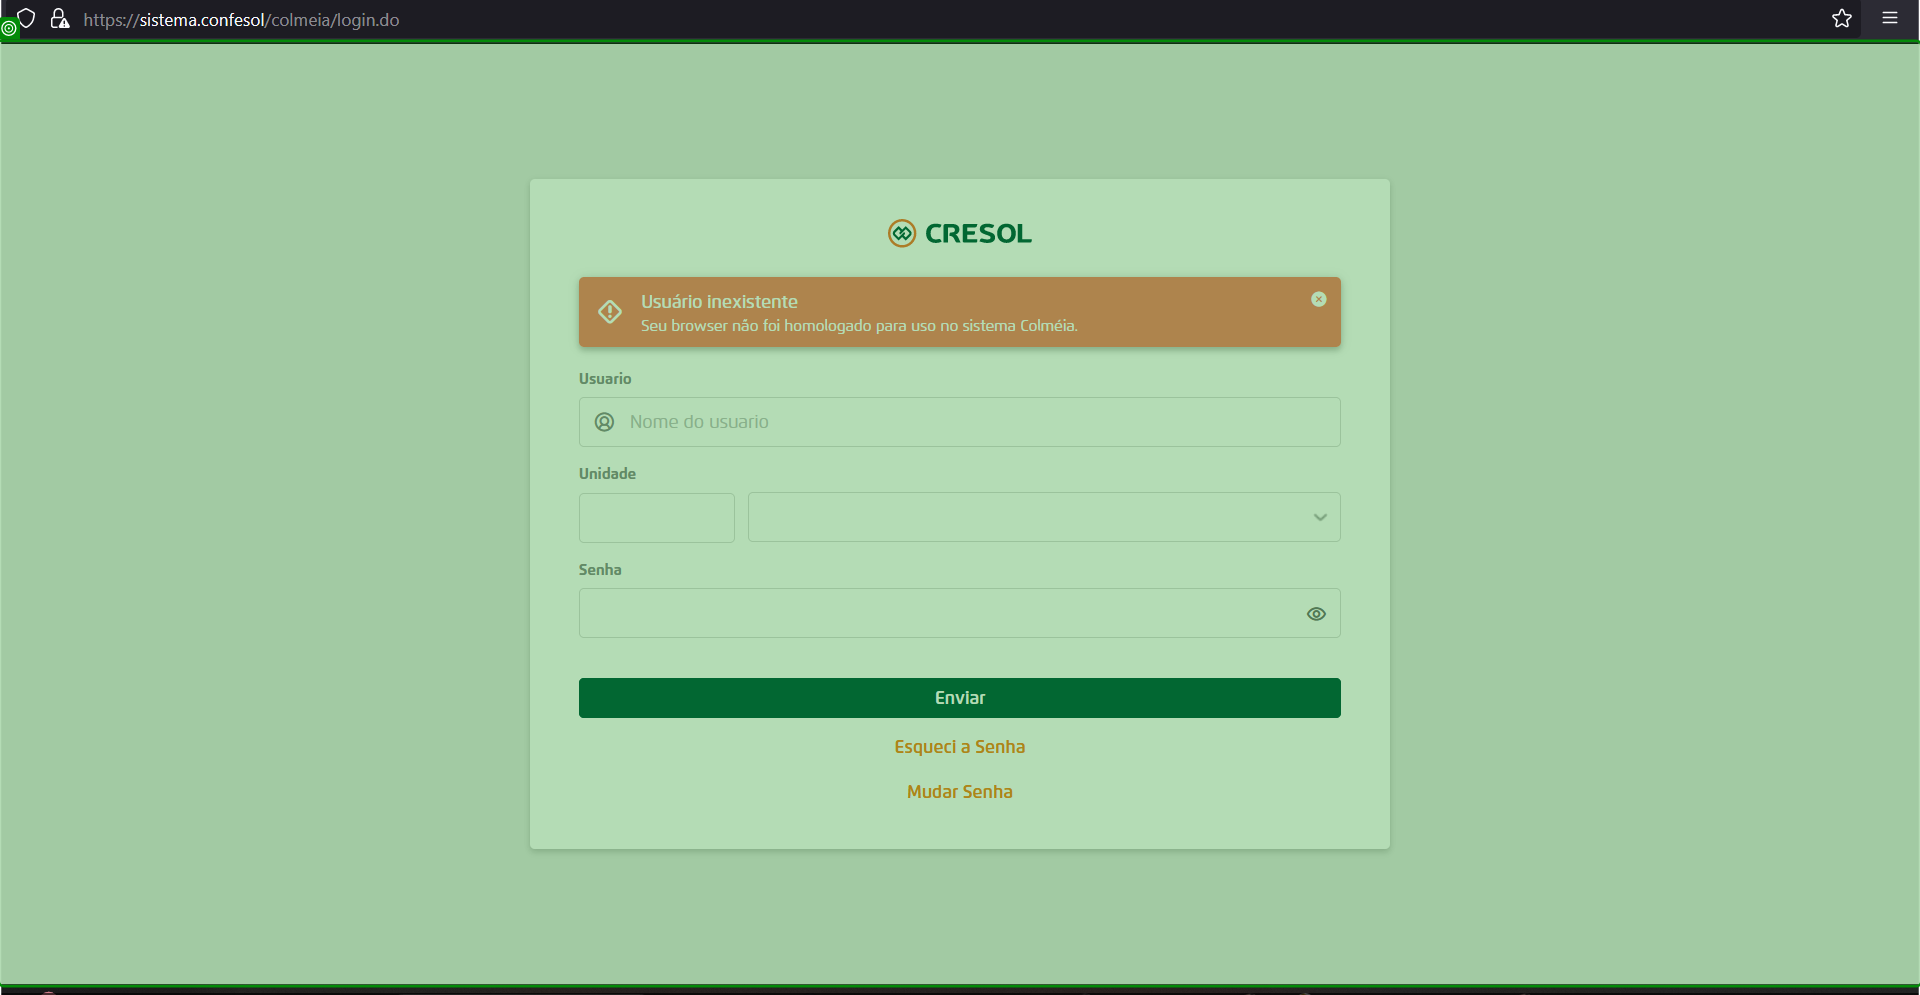 https://sistema.confesol/colmeia/login.do
CRESOL
Usuário inexistente
Seu browser não foi homologado para uso no sistema Colméia.
Usuario
Nome do usuario
Unidade
Senha
Enviar
Esqueci a Senha
Mudar Senha